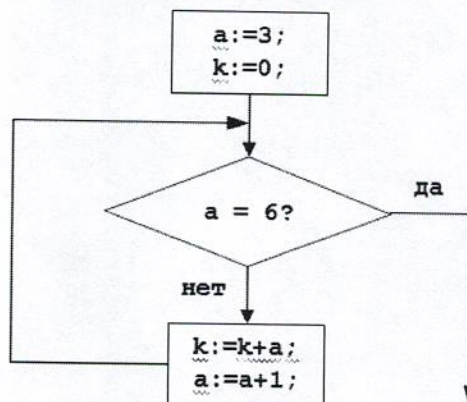 a:=3;
k:=0;
a = 6?
да
нет
k:=k+a;
a:=a+1;